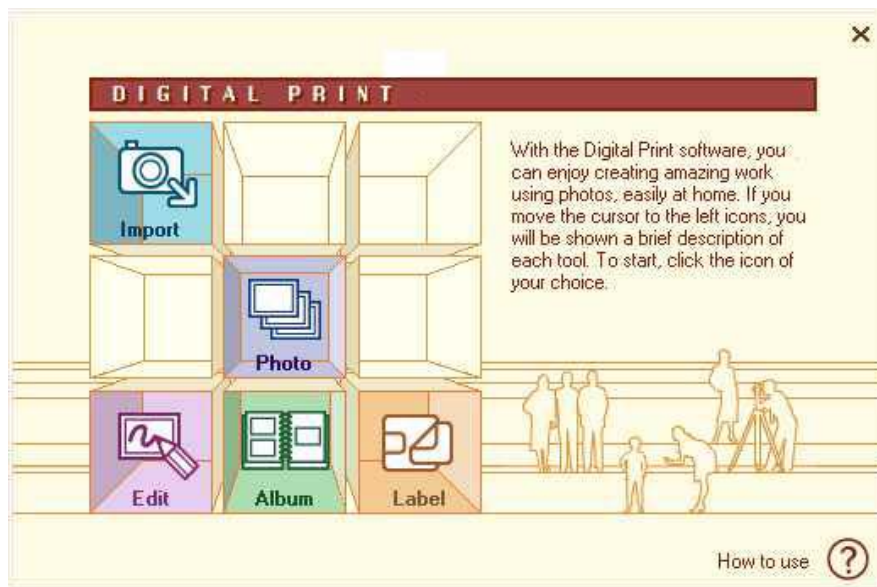 DIGITAL PRINT
Import
With the Digital Print software, you
can enjoy creating amazing work
using photos, easily at home. If you
move the cursor to the left icons, you
will be shown a brief description of
each tool. To start, click the icon of
your choice.
Photo
Edit
Album
Label
How to use ?